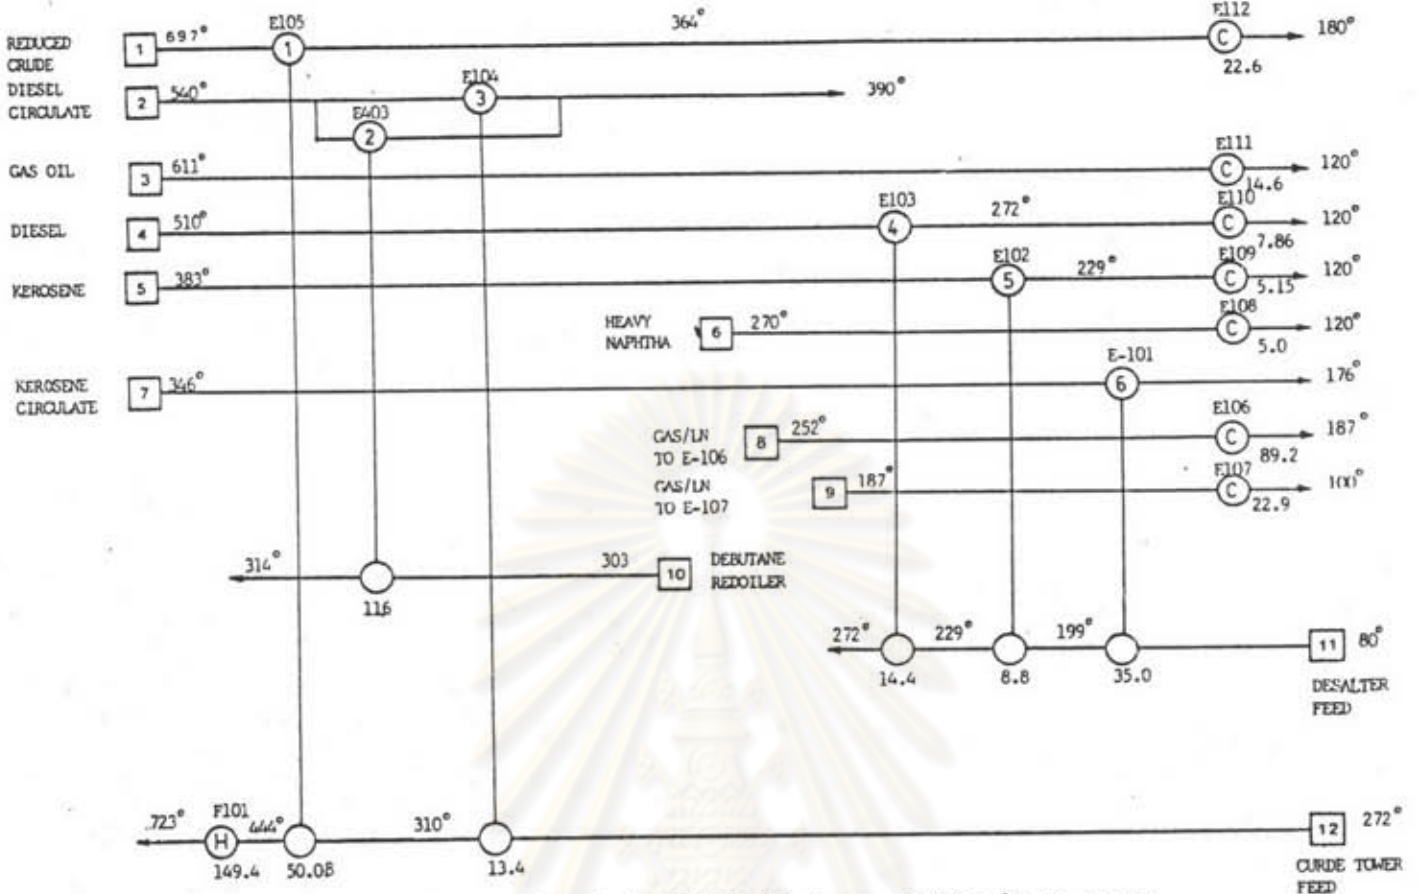 E105 364° E112
REDUCED CRUDE 1 697° 1 C 180°
22.6
DIESEL CIRCULATE 2 540° E104 3 390°
E403
2
GAS OIL 3 611° E111 C 120°
14.6
DIESEL 4 510° E103 4 272° E110 C 120°
7.86
KEROSENE 5 383° E102 5 229° E109 C 120°
5.15
HEAVY NAPHTHA 6 270° E108 C 120°
5.0
KEROSENE CIRCULATE 7 346° E-101 6 176°
GAS/LN TO E-106 8 252° E106 C 187°
89.2
GAS/LN TO E-107 9 187° E107 C 100°
22.9
314° 303 10 DEBUTANE REDOILER
116
272° 229° 199° 11 80°
14.4 8.8 35.0
DESALTER FEED
723° F101 H 444° 310° 12 272°
149.4 50.08 13.4
CURDE TOWER FEED